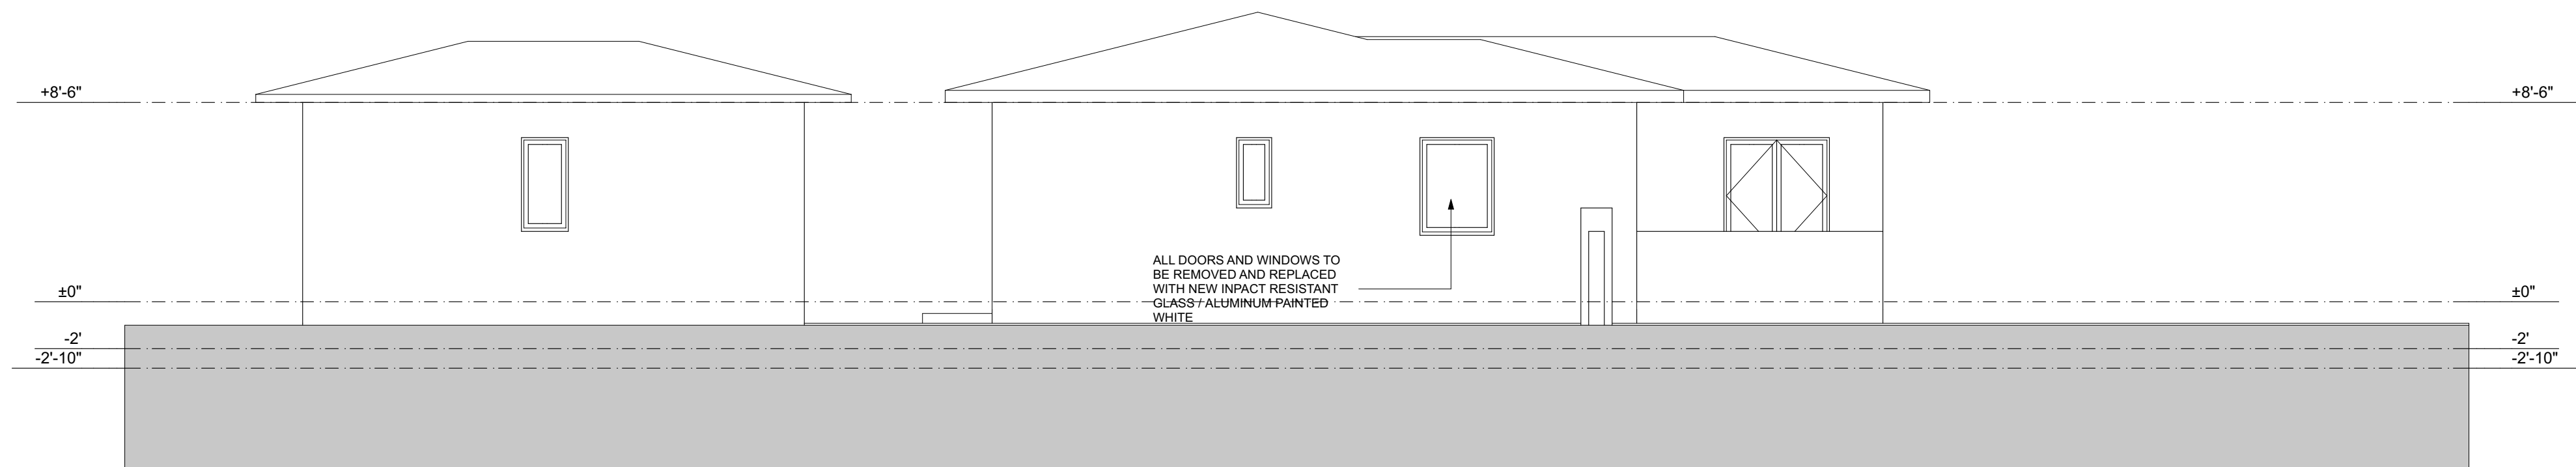 +8'-6"
+8'-6"
ALL DOORS AND WINDOWS TO
BE REMOVED AND REPLACED
WITH NEW INPACT RESISTANT
GLASS / ALUMINUM PAINTED
WHITE
±0"
±0"
-2'
-2'
-2'-10"
-2'-10"